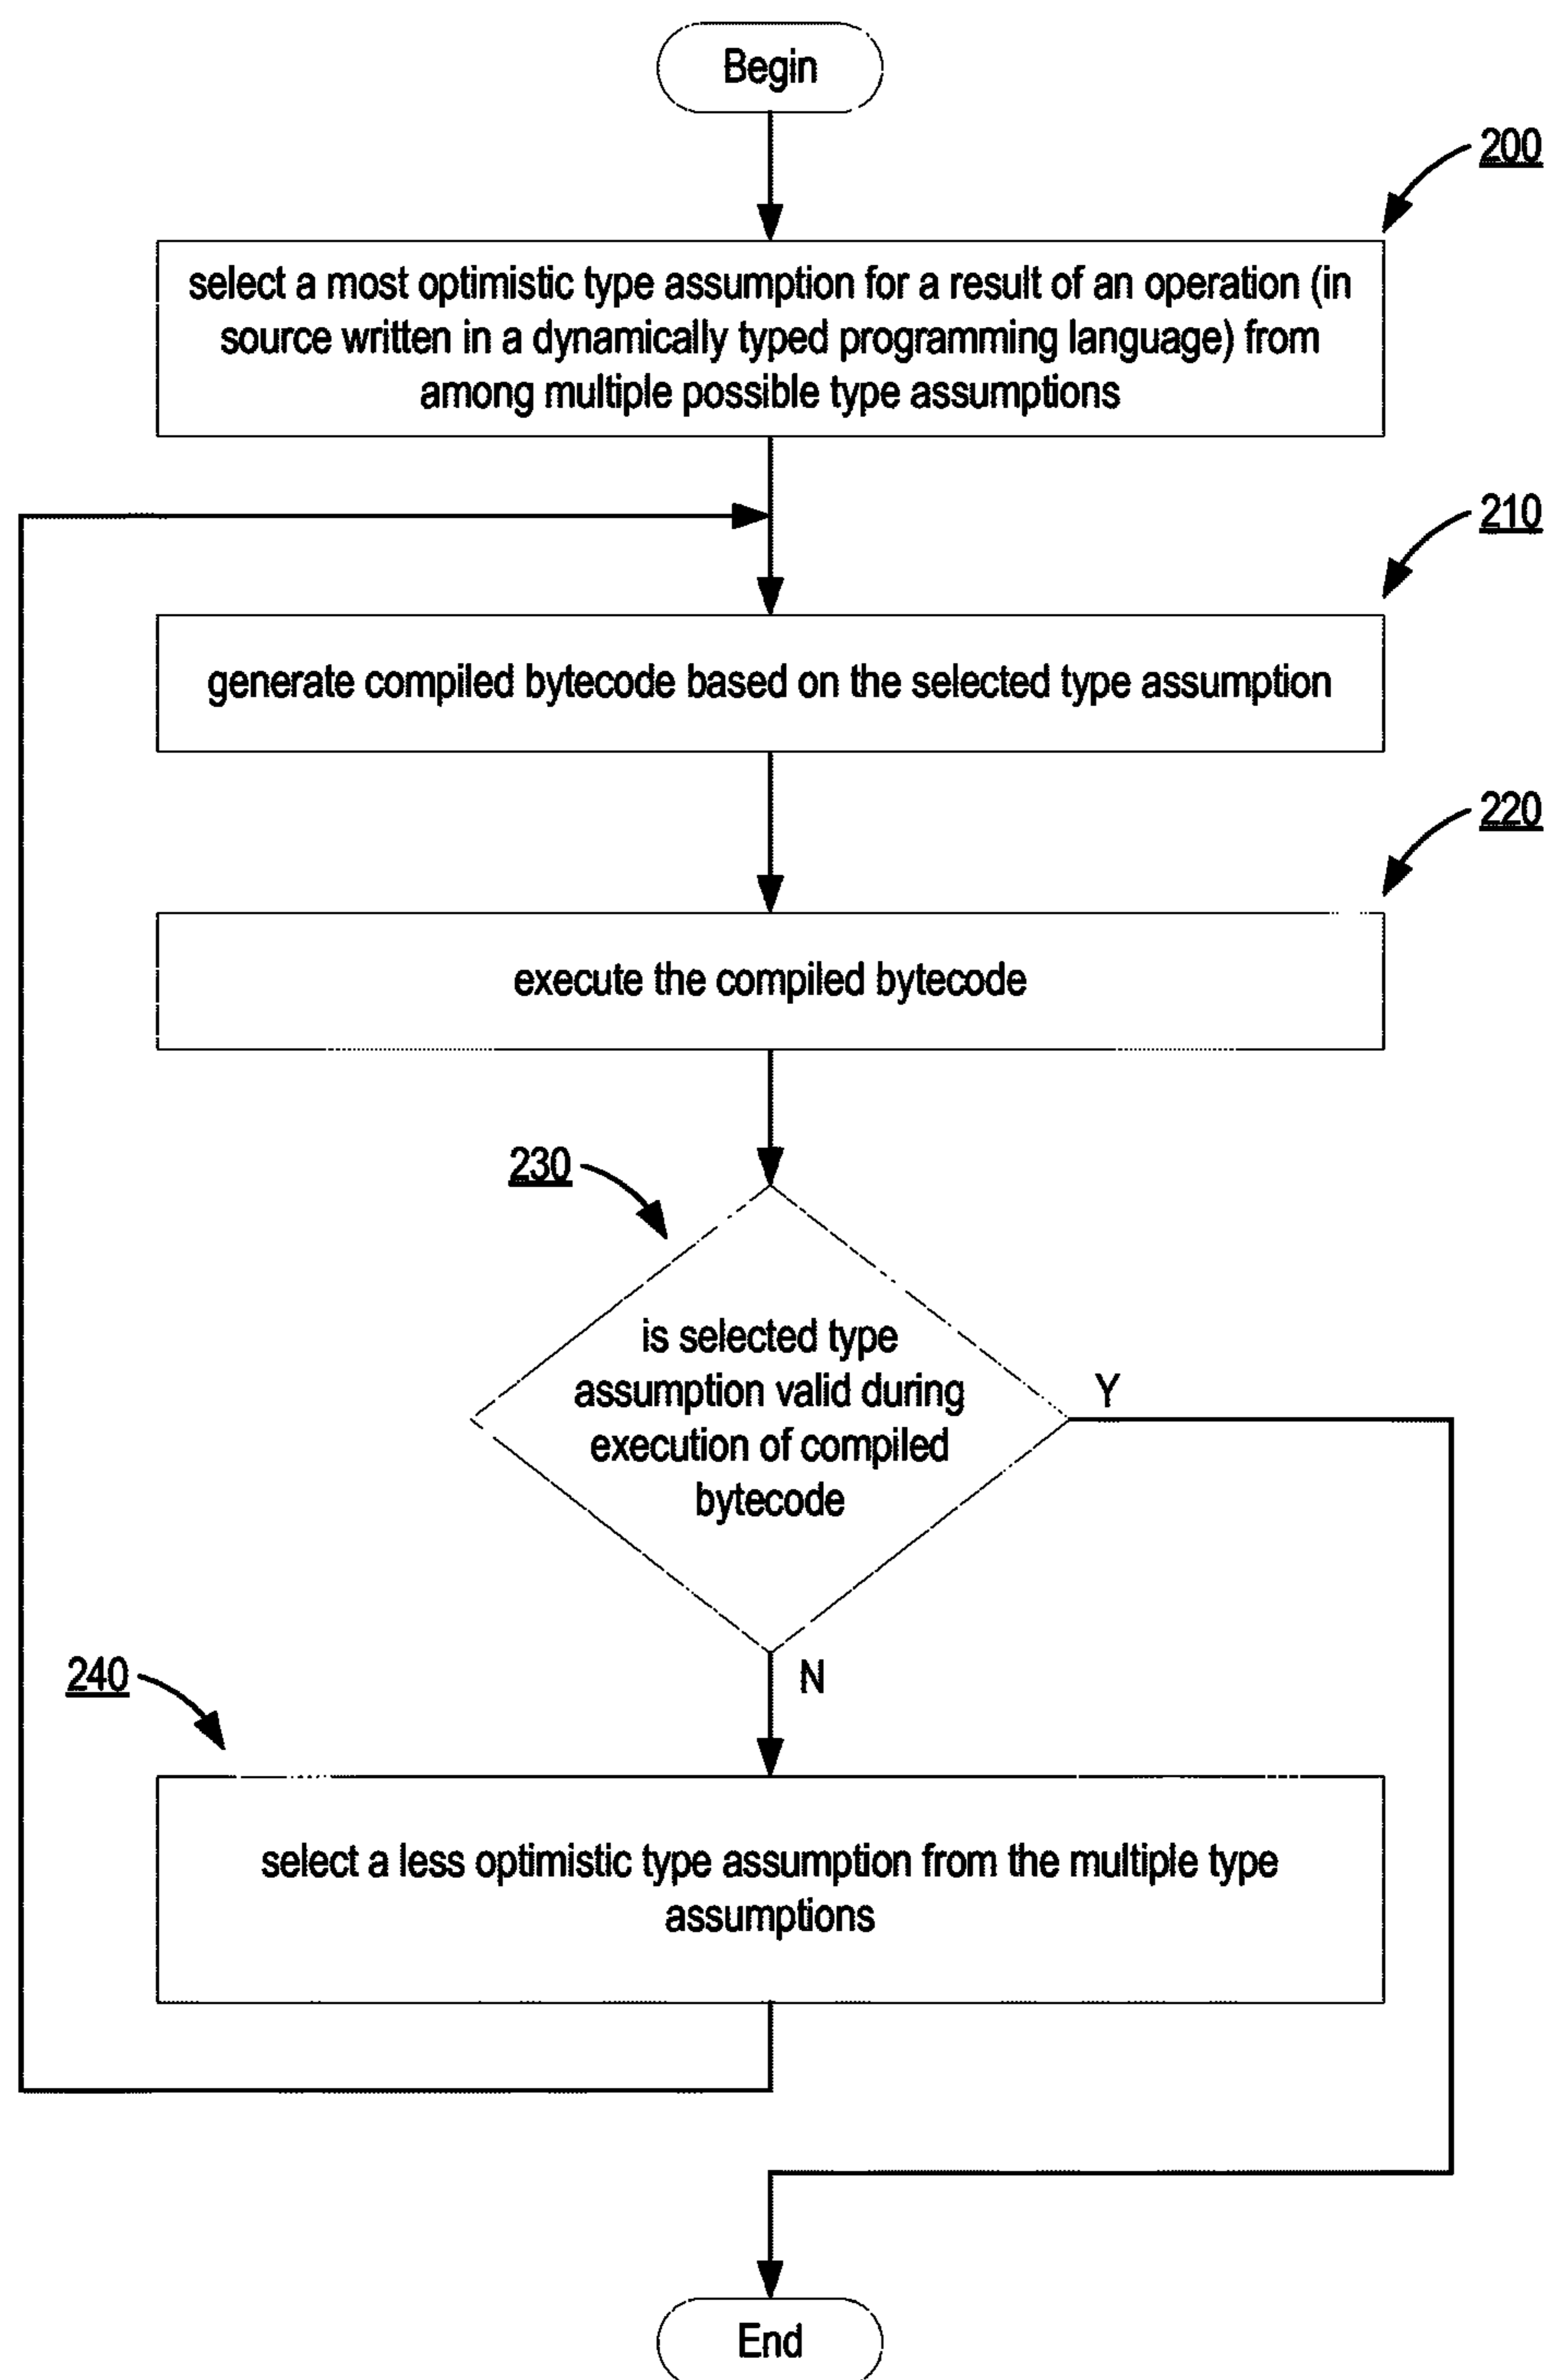 Begin
200
select a most optimistic type assumption for a result of an operation (in
source written in a dynamically typed programming language) from
among multiple possible type assumptions
210
generate compiled bytecode based on the selected type assumption
220
execute the compiled bytecode
230
is selected type
assumption valid during
execution of compiled
bytecode
Y
N
240
select a less optimistic type assumption from the multiple type
assumptions
End